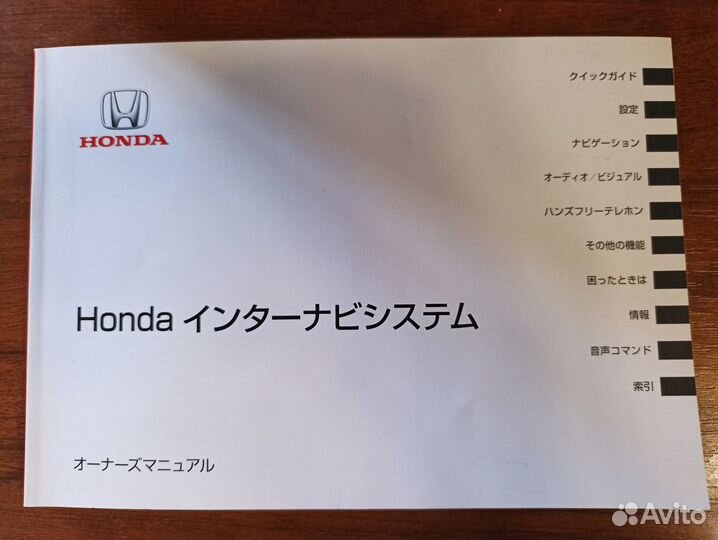 HONDA
Honda インターナビシステム
オーナーズマニュアル
クイックガイド
設定
ナビゲーション
オーディオ／ビジュアル
ハンズフリーテレホン
その他の機能
困ったときは
情報
音声コマンド
索引
Avito